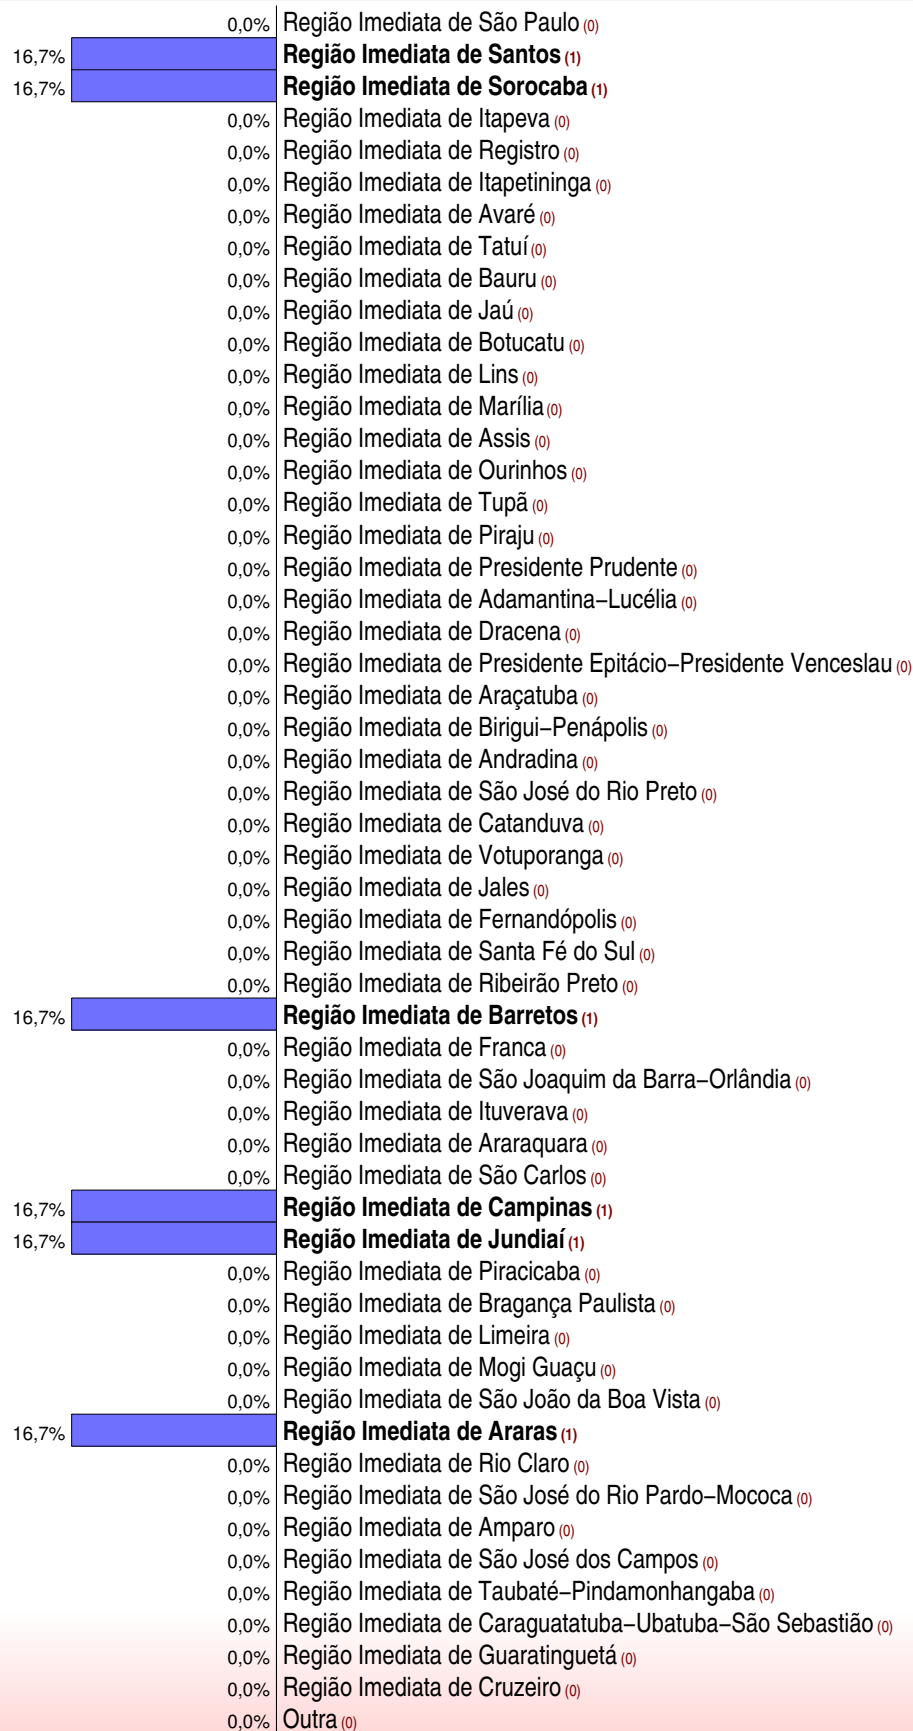 0,0% Região Imediata de São Paulo (0)
16,7% Região Imediata de Santos (1)
16,7% Região Imediata de Sorocaba (1)
0,0% Região Imediata de Itapeva (0)
0,0% Região Imediata de Registro (0)
0,0% Região Imediata de Itapetininga (0)
0,0% Região Imediata de Avaré (0)
0,0% Região Imediata de Tatuí (0)
0,0% Região Imediata de Bauru (0)
0,0% Região Imediata de Jaú (0)
0,0% Região Imediata de Botucatu (0)
0,0% Região Imediata de Lins (0)
0,0% Região Imediata de Marília (0)
0,0% Região Imediata de Assis (0)
0,0% Região Imediata de Ourinhos (0)
0,0% Região Imediata de Tupã (0)
0,0% Região Imediata de Piraju (0)
0,0% Região Imediata de Presidente Prudente (0)
0,0% Região Imediata de Adamantina−Lucélia (0)
0,0% Região Imediata de Dracena (0)
0,0% Região Imediata de Presidente Epitácio−Presidente Venceslau (0)
0,0% Região Imediata de Araçatuba (0)
0,0% Região Imediata de Birigui−Penápolis (0)
0,0% Região Imediata de Andradina (0)
0,0% Região Imediata de São José do Rio Preto (0)
0,0% Região Imediata de Catanduva (0)
0,0% Região Imediata de Votuporanga (0)
0,0% Região Imediata de Jales (0)
0,0% Região Imediata de Fernandópolis (0)
0,0% Região Imediata de Santa Fé do Sul (0)
0,0% Região Imediata de Ribeirão Preto (0)
16,7% Região Imediata de Barretos (1)
0,0% Região Imediata de Franca (0)
0,0% Região Imediata de São Joaquim da Barra−Orlândia (0)
0,0% Região Imediata de Ituverava (0)
0,0% Região Imediata de Araraquara (0)
0,0% Região Imediata de São Carlos (0)
16,7% Região Imediata de Campinas (1)
16,7% Região Imediata de Jundiaí (1)
0,0% Região Imediata de Piracicaba (0)
0,0% Região Imediata de Bragança Paulista (0)
0,0% Região Imediata de Limeira (0)
0,0% Região Imediata de Mogi Guaçu (0)
0,0% Região Imediata de São João da Boa Vista (0)
16,7% Região Imediata de Araras (1)
0,0% Região Imediata de Rio Claro (0)
0,0% Região Imediata de São José do Rio Pardo−Mococa (0)
0,0% Região Imediata de Amparo (0)
0,0% Região Imediata de São José dos Campos (0)
0,0% Região Imediata de Taubaté−Pindamonhangaba (0)
0,0% Região Imediata de Caraguatatuba−Ubatuba−São Sebastião (0)
0,0% Região Imediata de Guaratinguetá (0)
0,0% Região Imediata de Cruzeiro (0)
0,0% Outra (0)